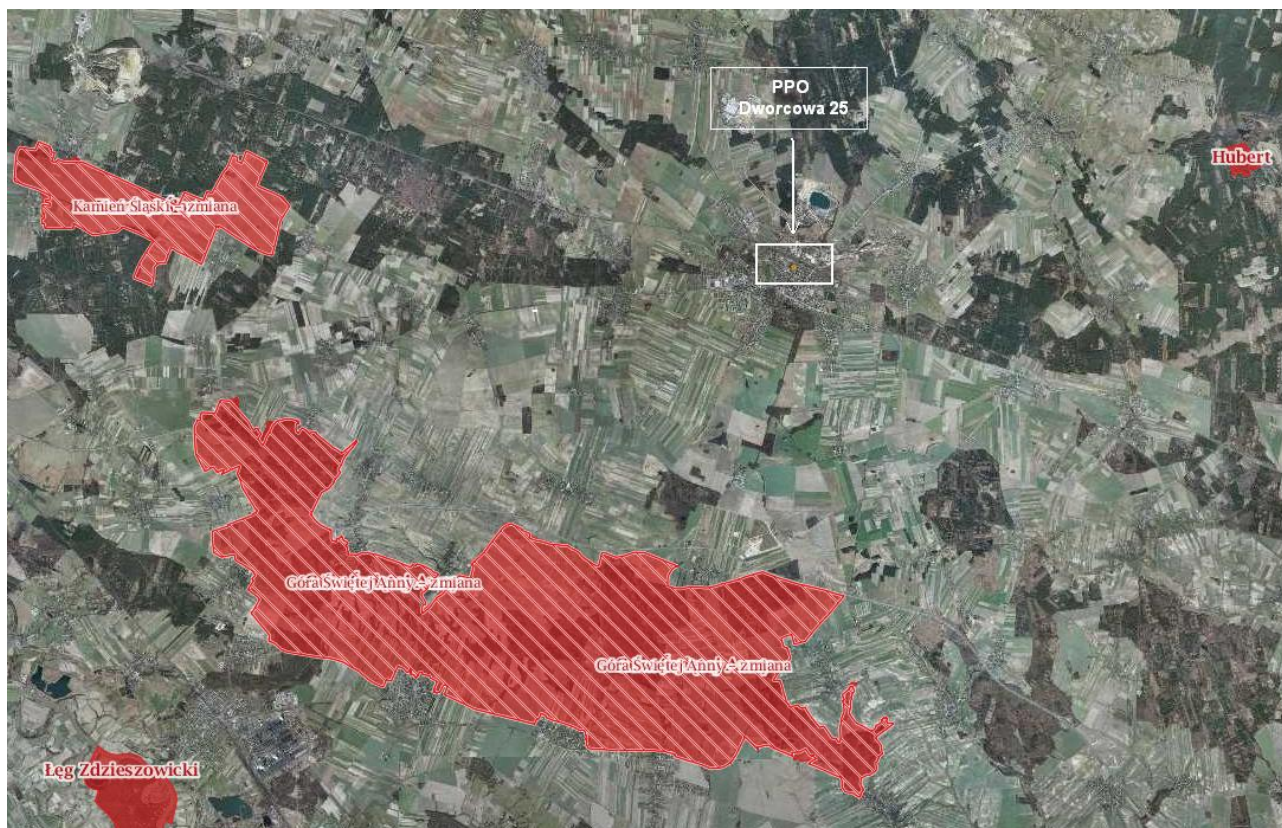 PPO
Dworcowa 25
Hubert
Kamień Śląski - zmiana
Góra Świętej Anny - zmiana
Góra Świętej Anny - zmiana
Łęg Zdzieszowicki